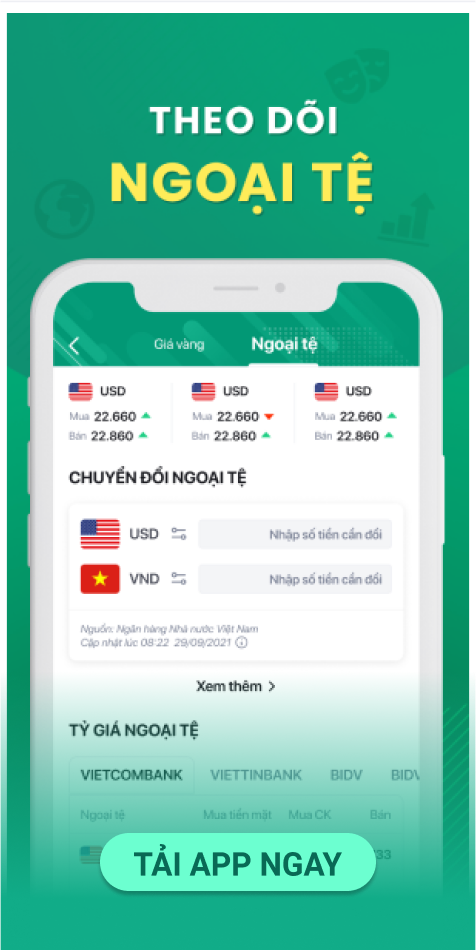 THEO DÕI
NGOẠI TỆ
Giá vàng Ngoại tệ
USD USD USD
Mua 22.660 Mua 22.660 Mua 22.660
Bán 22.860 Bán 22.860 Bán 22.860
CHUYỂN ĐỔI NGOẠI TỆ
USD Nhập số tiền cần đổi
VND Nhập số tiền cần đổi
Nguồn: Ngân hàng Nhà nước Việt Nam
Cập nhật lúc 08:22 29/09/2021
Xem thêm >
TỶ GIÁ NGOẠI TỆ
VIETCOMBANK VIETTINBANK BIDV BIDV
Ngoại tệ Mua tiền mặt Mua CK Bán
TẢI APP NGAY
33